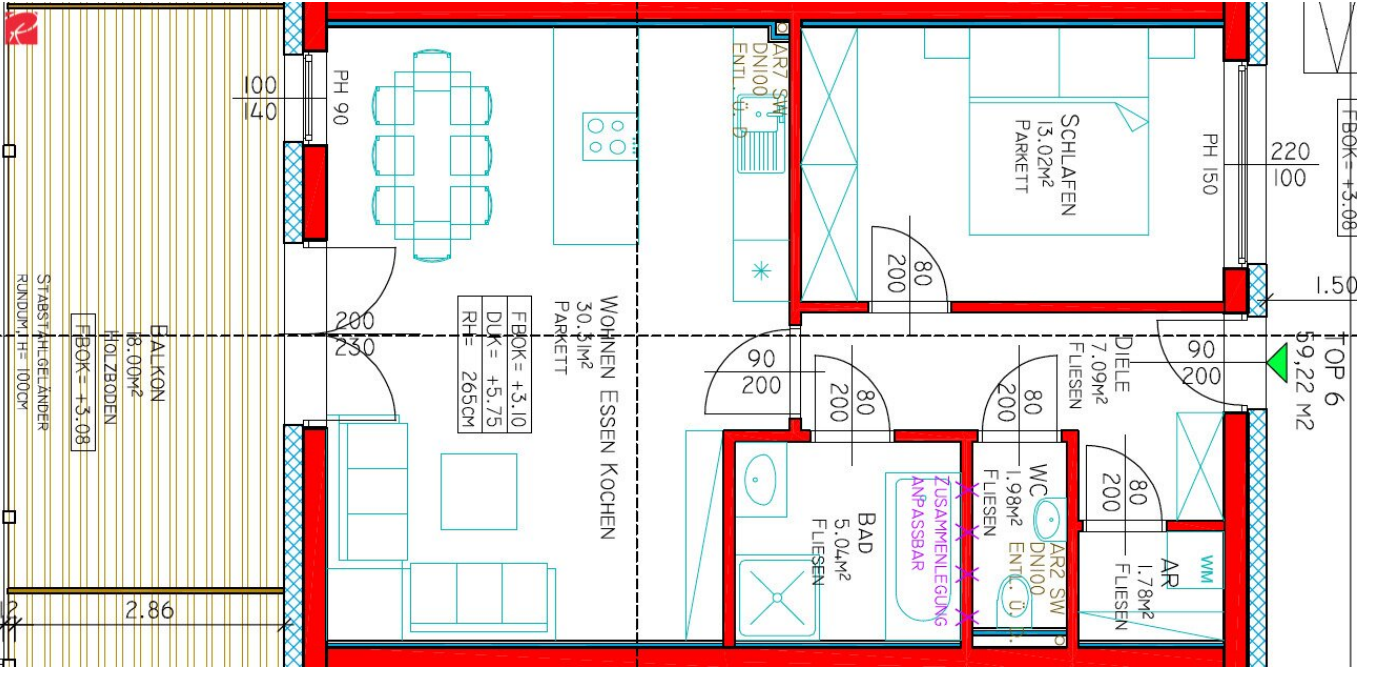 TOP 6
59,22 M2
FBOK= +3.08
1.50
220
100
PH 150
SCHLAFEN
13.02M²
PARKETT
80
200
90
200
DIELE
7.09M²
FLIESEN
80
200
WM
AR
1.78M²
FLIESEN
80
200
WC
1.98M²
FLIESEN
AR2 SW
DN100
ENTL. Ü. D.
ZUSAMMENLEGUNG
ANPASSBAR
80
200
BAD
5.04M²
FLIESEN
90
200
AR7 SW
DN100
ENTL. Ü. D
WOHNEN ESSEN KOCHEN
30.31M²
PARKETT
FBOK= +3.10
DUK= +5.75
RH= 265CM
PH 90
100
140
200
230
BALKON
18.00M²
HOLZBODEN
FBOK= +3.08
STABSTAHLGELÄNDER
RUNDUM, H= 100CM
2.86
12